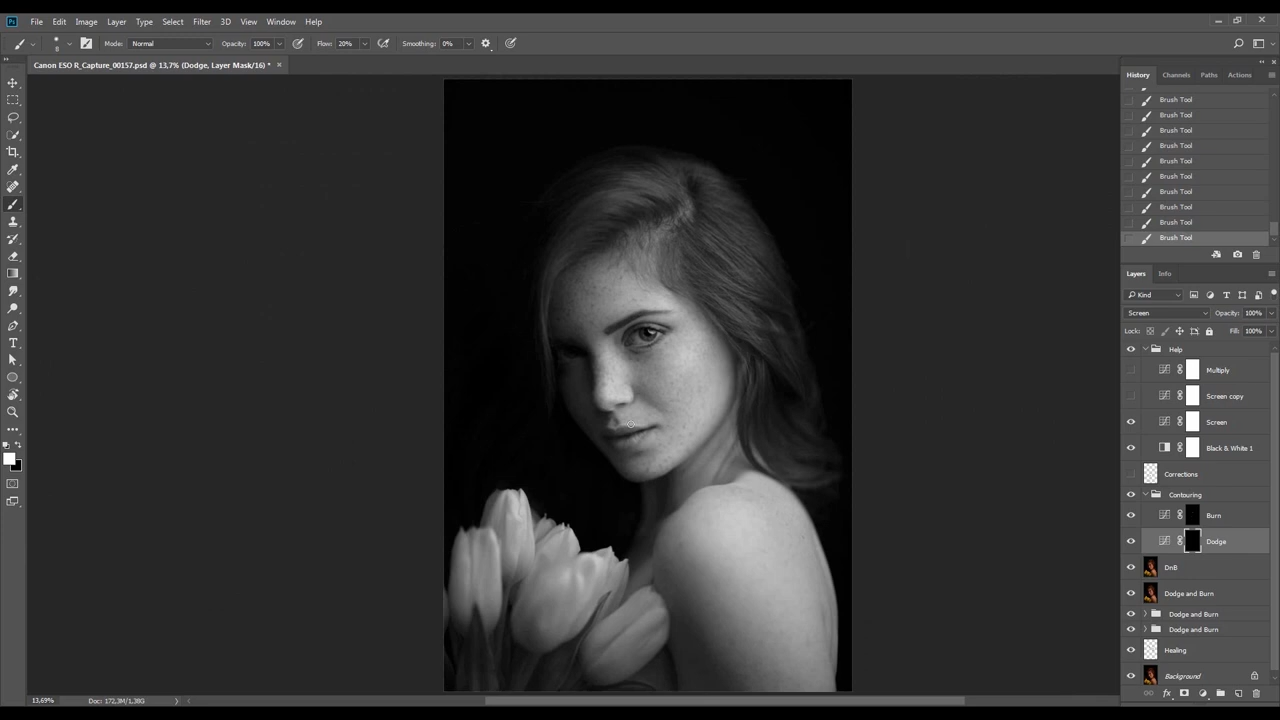 Ps File Edit Image Layer Type Select Filter 3D View Window Help
8 Mode: Normal Opacity: 100% Flow: 20% Smoothing: 0%
Canon ESO R_Capture_00157.psd @ 13,7% (Dodge, Layer Mask/16) *
History Channels Paths Actions
Brush Tool
Brush Tool
Brush Tool
Brush Tool
Brush Tool
Brush Tool
Brush Tool
Brush Tool
Brush Tool
Brush Tool
Layers Info
Kind
Screen Opacity: 100%
Lock: Fill: 100%
Help
Multiply
Screen copy
Screen
Black & White 1
Corrections
Contouring
Burn
Dodge
DnB
Dodge and Burn
Dodge and Burn
Dodge and Burn
Healing
Background
13,69% Doc: 172,3M/1,38G